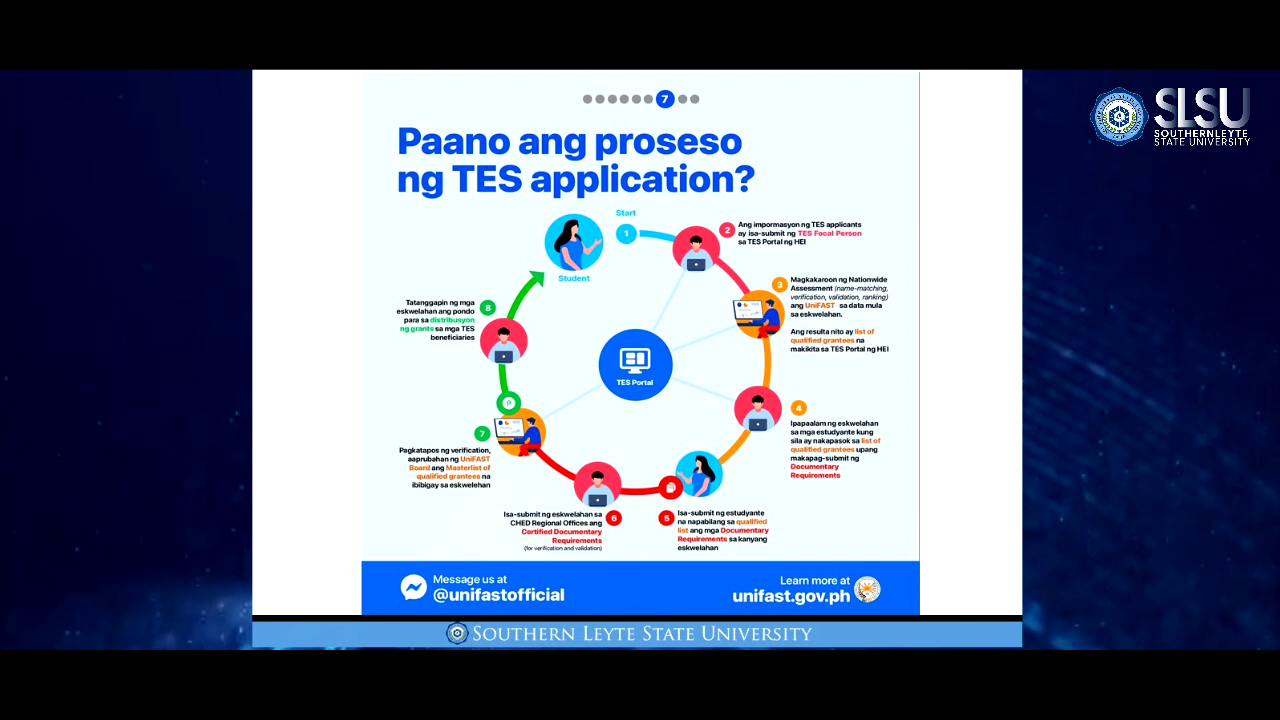 7
Paano ang proseso
ng TES application?
Start
1
Student
2
Ang impormasyon ng TES applicants
ay isa-submit ng TES Focal Person
sa TES Portal ng HEI
3
Magkakaroon ng Nationwide
Assessment (name-matching,
verification, validation, ranking)
ang UniFAST sa data mula
sa eskwelahan.
Ang resulta nito ay list of
qualified grantees na
makikita sa TES Portal ng HEI
4
Ipapaalam ng eskwelahan
sa mga estudyante kung
sila ay nakapasok sa list of
qualified grantees upang
makapag-submit ng
Documentary
Requirements
5
Isa-submit ng estudyante
na napabilang sa qualified
list ang mga Documentary
Requirements sa kanyang
eskwelahan
6
Isa-submit ng eskwelahan sa
CHED Regional Offices ang
Certified Documentary
Requirements
(for verification and validation)
7
Pagkatapos ng verification,
aaprubahan ng UniFAST
Board ang Masterlist of
qualified grantees na
ibibigay sa eskwelehan
P
8
Tatanggapin ng mga
eskwelahan ang pondo
para sa distribusyon
ng grants sa mga TES
beneficiaries
TES Portal
Message us at
@unifastofficial
Learn more at
unifast.gov.ph
SOUTHERN LEYTE STATE UNIVERSITY
SLSU
SOUTHERNLEYTE
STATE UNIVERSITY